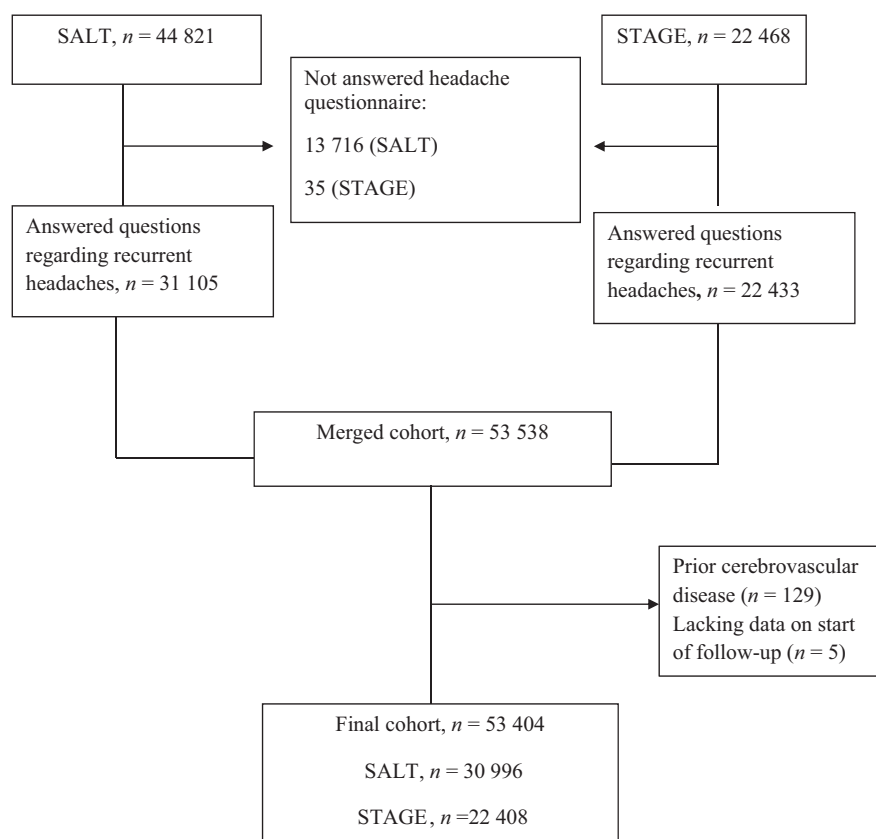 SALT, n = 44 821
STAGE, n = 22 468
Not answered headache
questionnaire:
13 716 (SALT)
35 (STAGE)
Answered questions
regarding recurrent
headaches, n = 31 105
Answered questions
regarding recurrent
headaches, n = 22 433
Merged cohort, n = 53 538
Prior cerebrovascular
disease (n = 129)
Lacking data on start
of follow-up (n = 5)
Final cohort, n = 53 404
SALT, n = 30 996
STAGE, n =22 408